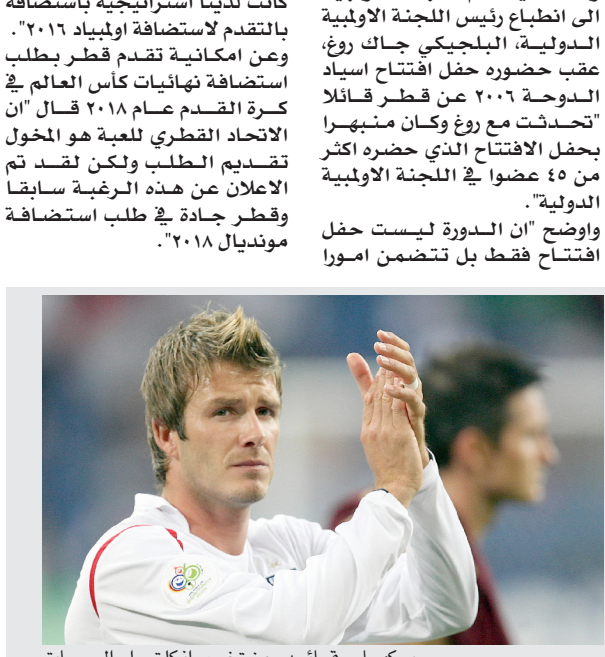 الى انطباع رئيس اللجنة الاولمبية
الدولية، البلجيكي جاك روغ،
عقب حضوره حفل افتتاح اسياد
الدوحة ٢٠٠٦ عن قطر قائلا
"تحدثت مع روغ وكان منبهرا
بحفل الافتتاح الذي حضره اكثر
من ٤٥ عضوا في اللجنة الاولمبية
الدولية".
واوضح "ان الدورة ليست حفل
افتتاح فقط بل تتضمن امورا
كانت لدينا استراتيجية باستضافة
بالتقدم لاستضافة اولمبياد ٢٠١٦".
وعن امكانية تقدم قطر بطلب
استضافة نهائيات كأس العالم في
كرة القدم عام ٢٠١٨ قال "ان
الاتحاد القطري للعبة هو المخول
تقديم الطلب ولكن لقد تم
الاعلان عن هذه الرغبة سابقا
وقطر جادة في طلب استضافة
مونديال ٢٠١٨".